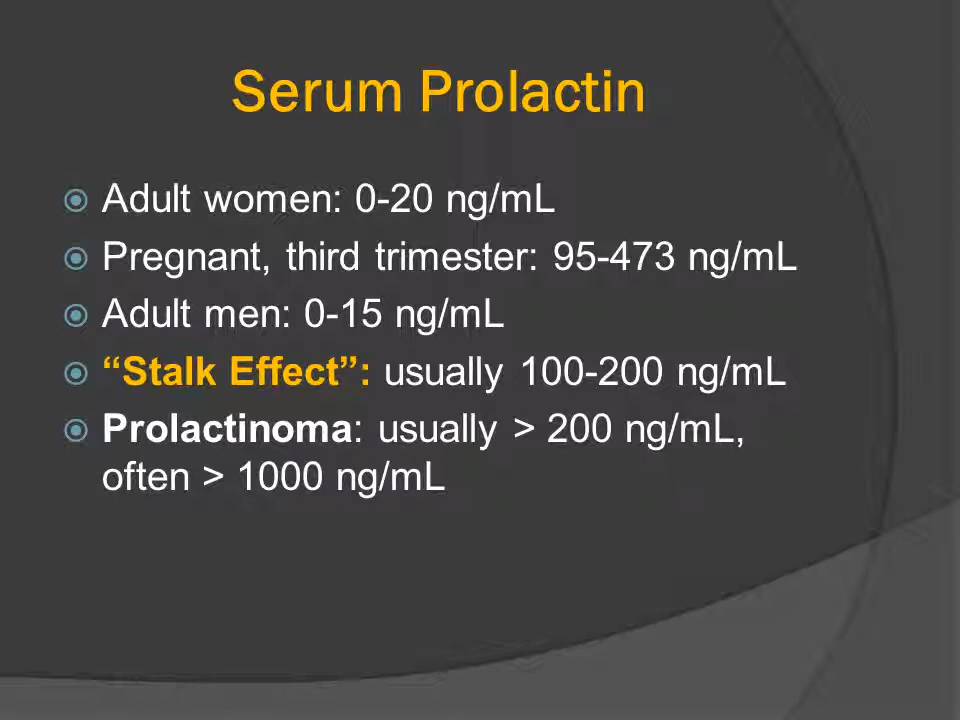 Serum Prolactin
Adult women: 0-20 ng/mL
Pregnant, third trimester: 95-473 ng/mL
Adult men: 0-15 ng/mL
“Stalk Effect”: usually 100-200 ng/mL
Prolactinoma: usually > 200 ng/mL,
often > 1000 ng/mL